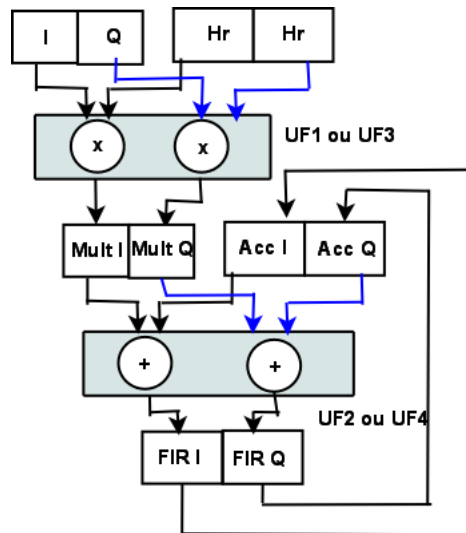 I Q Hr Hr
x x
UF1 ou UF3
Mult I Mult Q Acc I Acc Q
+ +
UF2 ou UF4
FIR I FIR Q